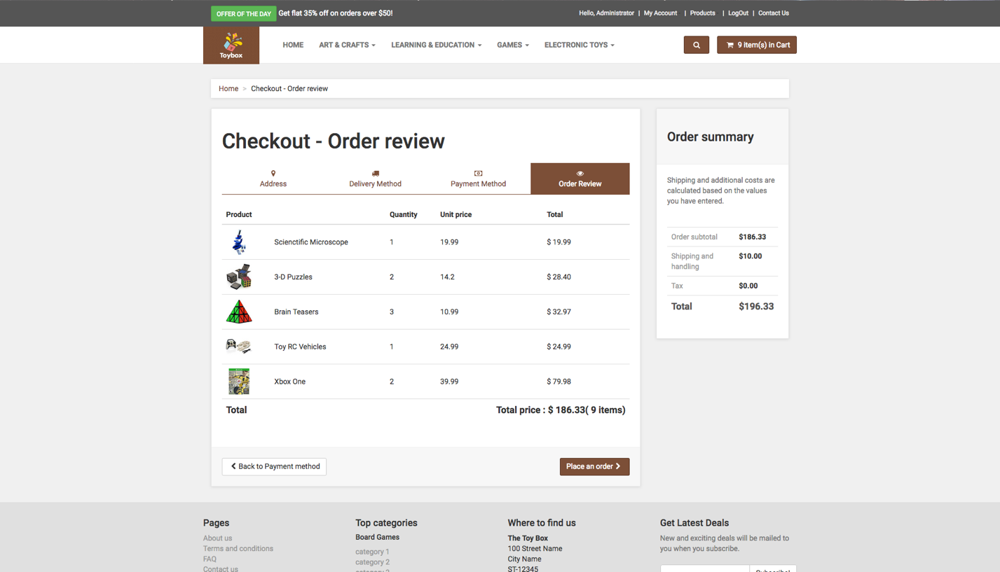 OFFER OF THE DAY Get flat 35% off on orders over $50!
Hello, Administrator | My Account | Products | LogOut | Contact Us
Toybox
HOME ART & CRAFTS LEARNING & EDUCATION GAMES ELECTRONIC TOYS
9 item(s) in Cart
Home > Checkout - Order review
Checkout - Order review
Address Delivery Method Payment Method Order Review
Product Quantity Unit price Total
Scienctific Microscope 1 19.99 $ 19.99
3-D Puzzles 2 14.2 $ 28.40
Brain Teasers 3 10.99 $ 32.97
Toy RC Vehicles 1 24.99 $ 24.99
Xbox One 2 39.99 $ 79.98
Total Total price : $ 186.33( 9 items)
Back to Payment method
Place an order
Order summary
Shipping and additional costs are
calculated based on the values
you have entered.
Order subtotal $186.33
Shipping and
handling $10.00
Tax $0.00
Total $196.33
Pages
About us
Terms and conditions
FAQ
Contact us
Top categories
Board Games
category 1
category 2
Where to find us
The Toy Box
100 Street Name
City Name
ST-12345
Get Latest Deals
New and exciting deals will be mailed to
you when you subscribe.
Subscribe!